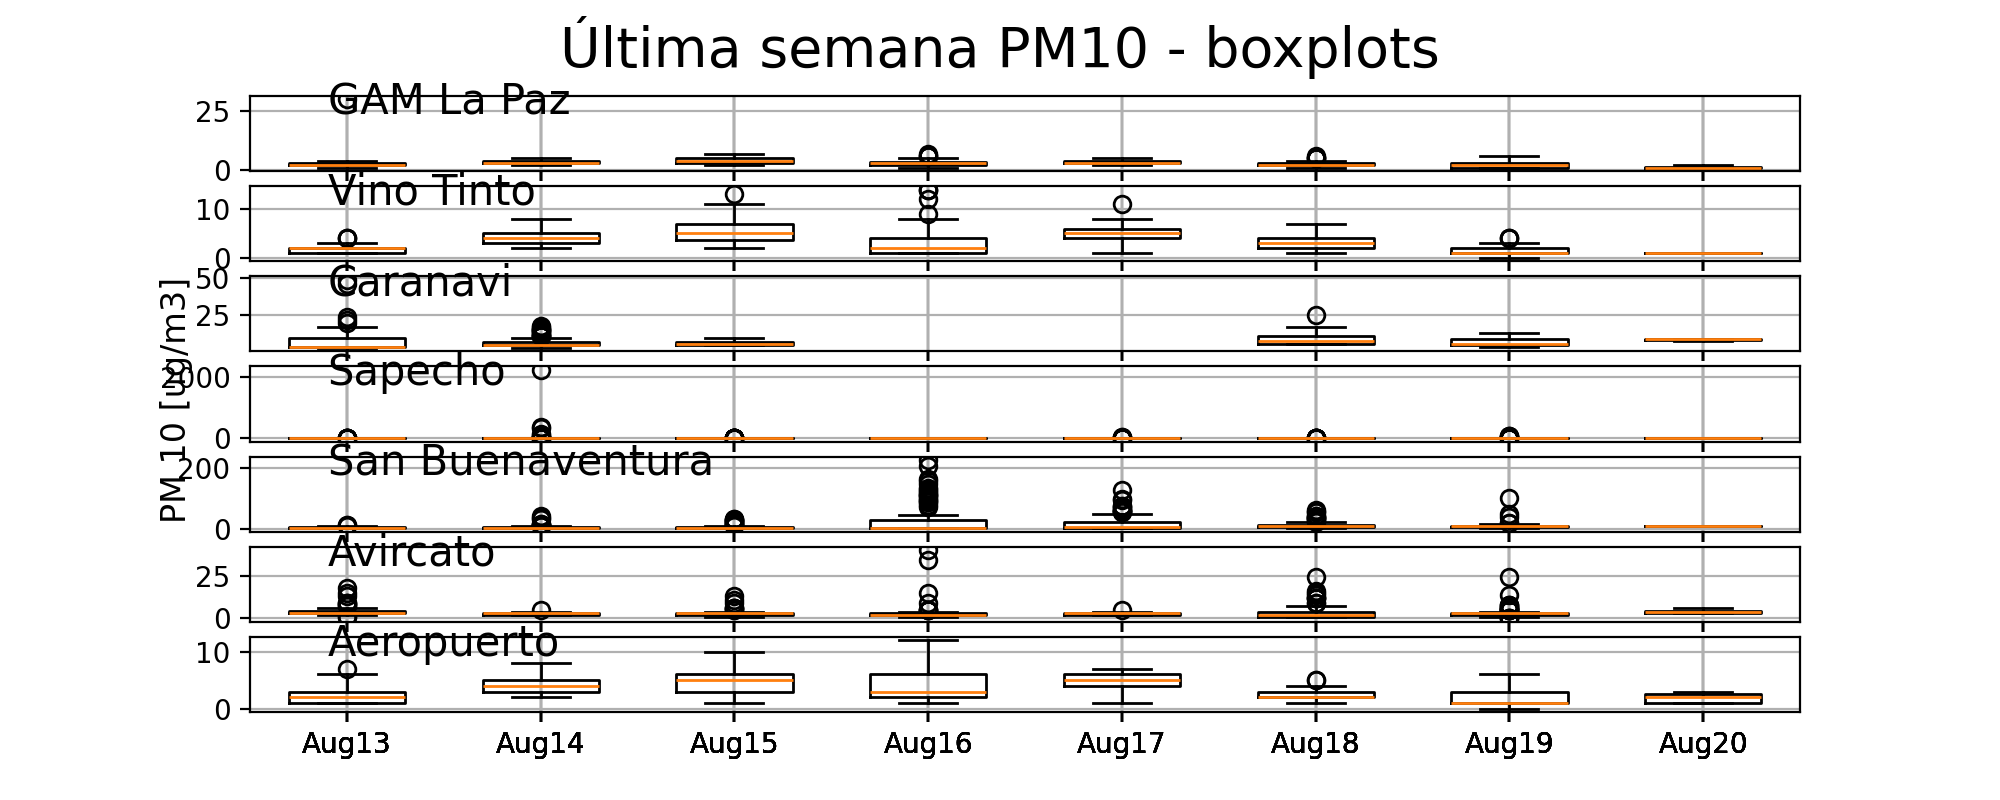 Última semana PM10 - boxplots
GAM La Paz
25
0
Vino Tinto
10
0
Caranavi
50
25
Sapecho
2000
0
San Buenaventura
200
0
Avircato
25
0
Aeropuerto
10
0
PM 10 [ug/m3]
Aug13 Aug14 Aug15 Aug16 Aug17 Aug18 Aug19 Aug20